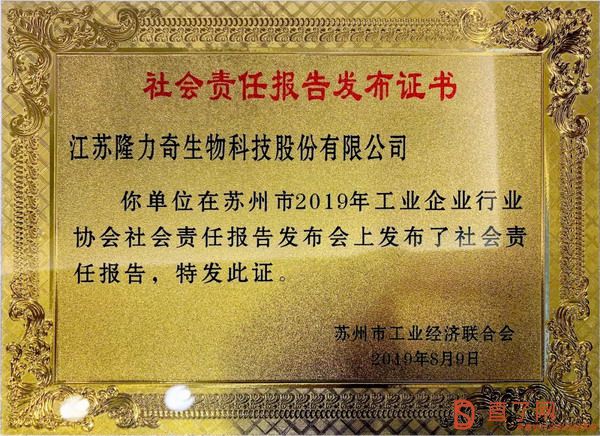 社会责任报告发布证书
江苏隆力奇生物科技股份有限公司
你单位在苏州市2019年工业企业行业
协会社会责任报告发布会上发布了社会责
任报告，特发此证。
苏州市工业经济联合会
2019年8月9日